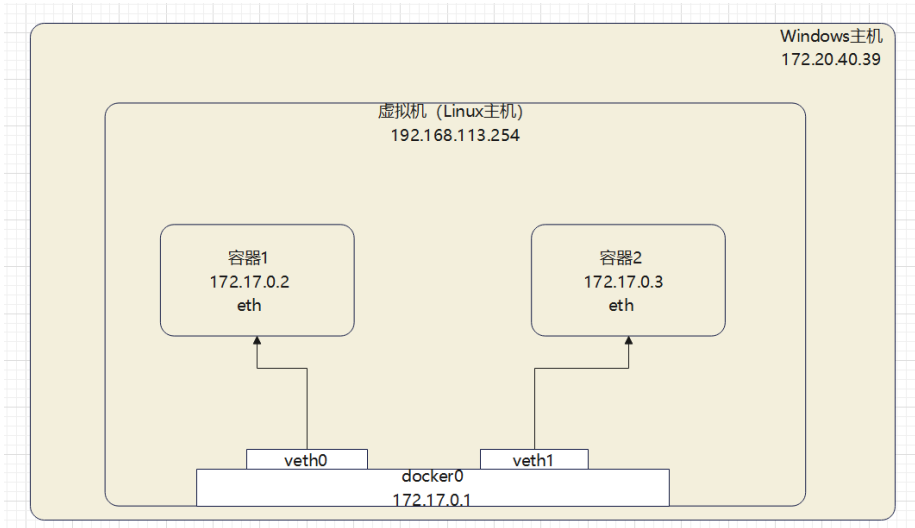 Windows主机
172.20.40.39
虚拟机（Linux主机）
192.168.113.254
容器1
172.17.0.2
eth
容器2
172.17.0.3
eth
veth0
veth1
docker0
172.17.0.1